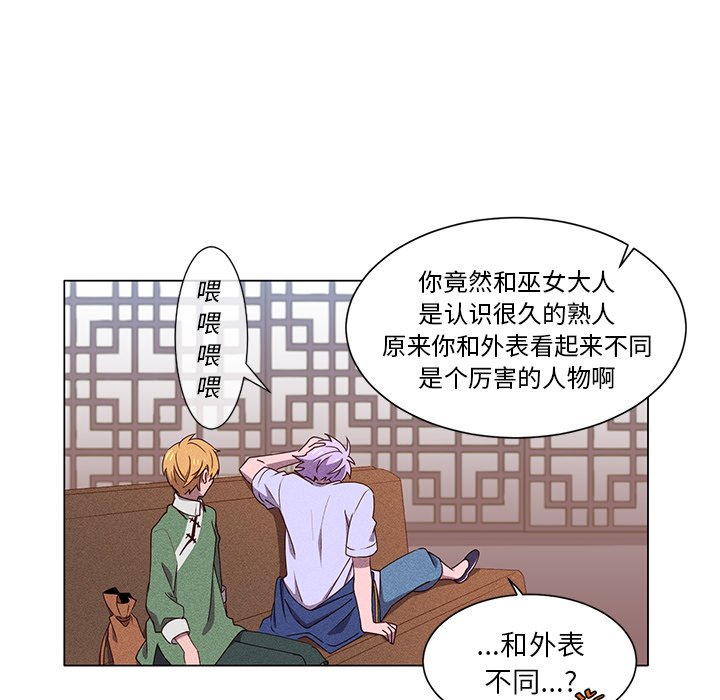 喂
喂
喂
喂
你竟然和巫女大人
是认识很久的熟人
原来你和外表看起来不同
是个厉害的人物啊
...和外表
不同...?